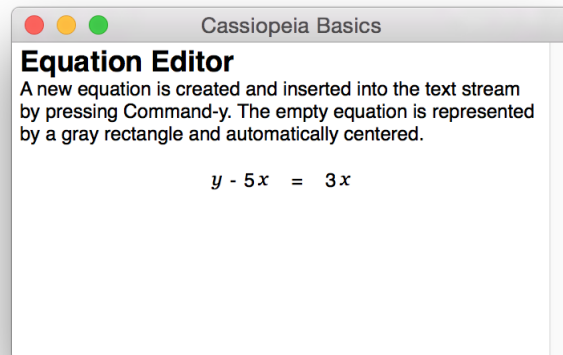 Cassiopeia Basics
Equation Editor
A new equation is created and inserted into the text stream
by pressing Command-y. The empty equation is represented
by a gray rectangle and automatically centered.
y - 5x = 3x